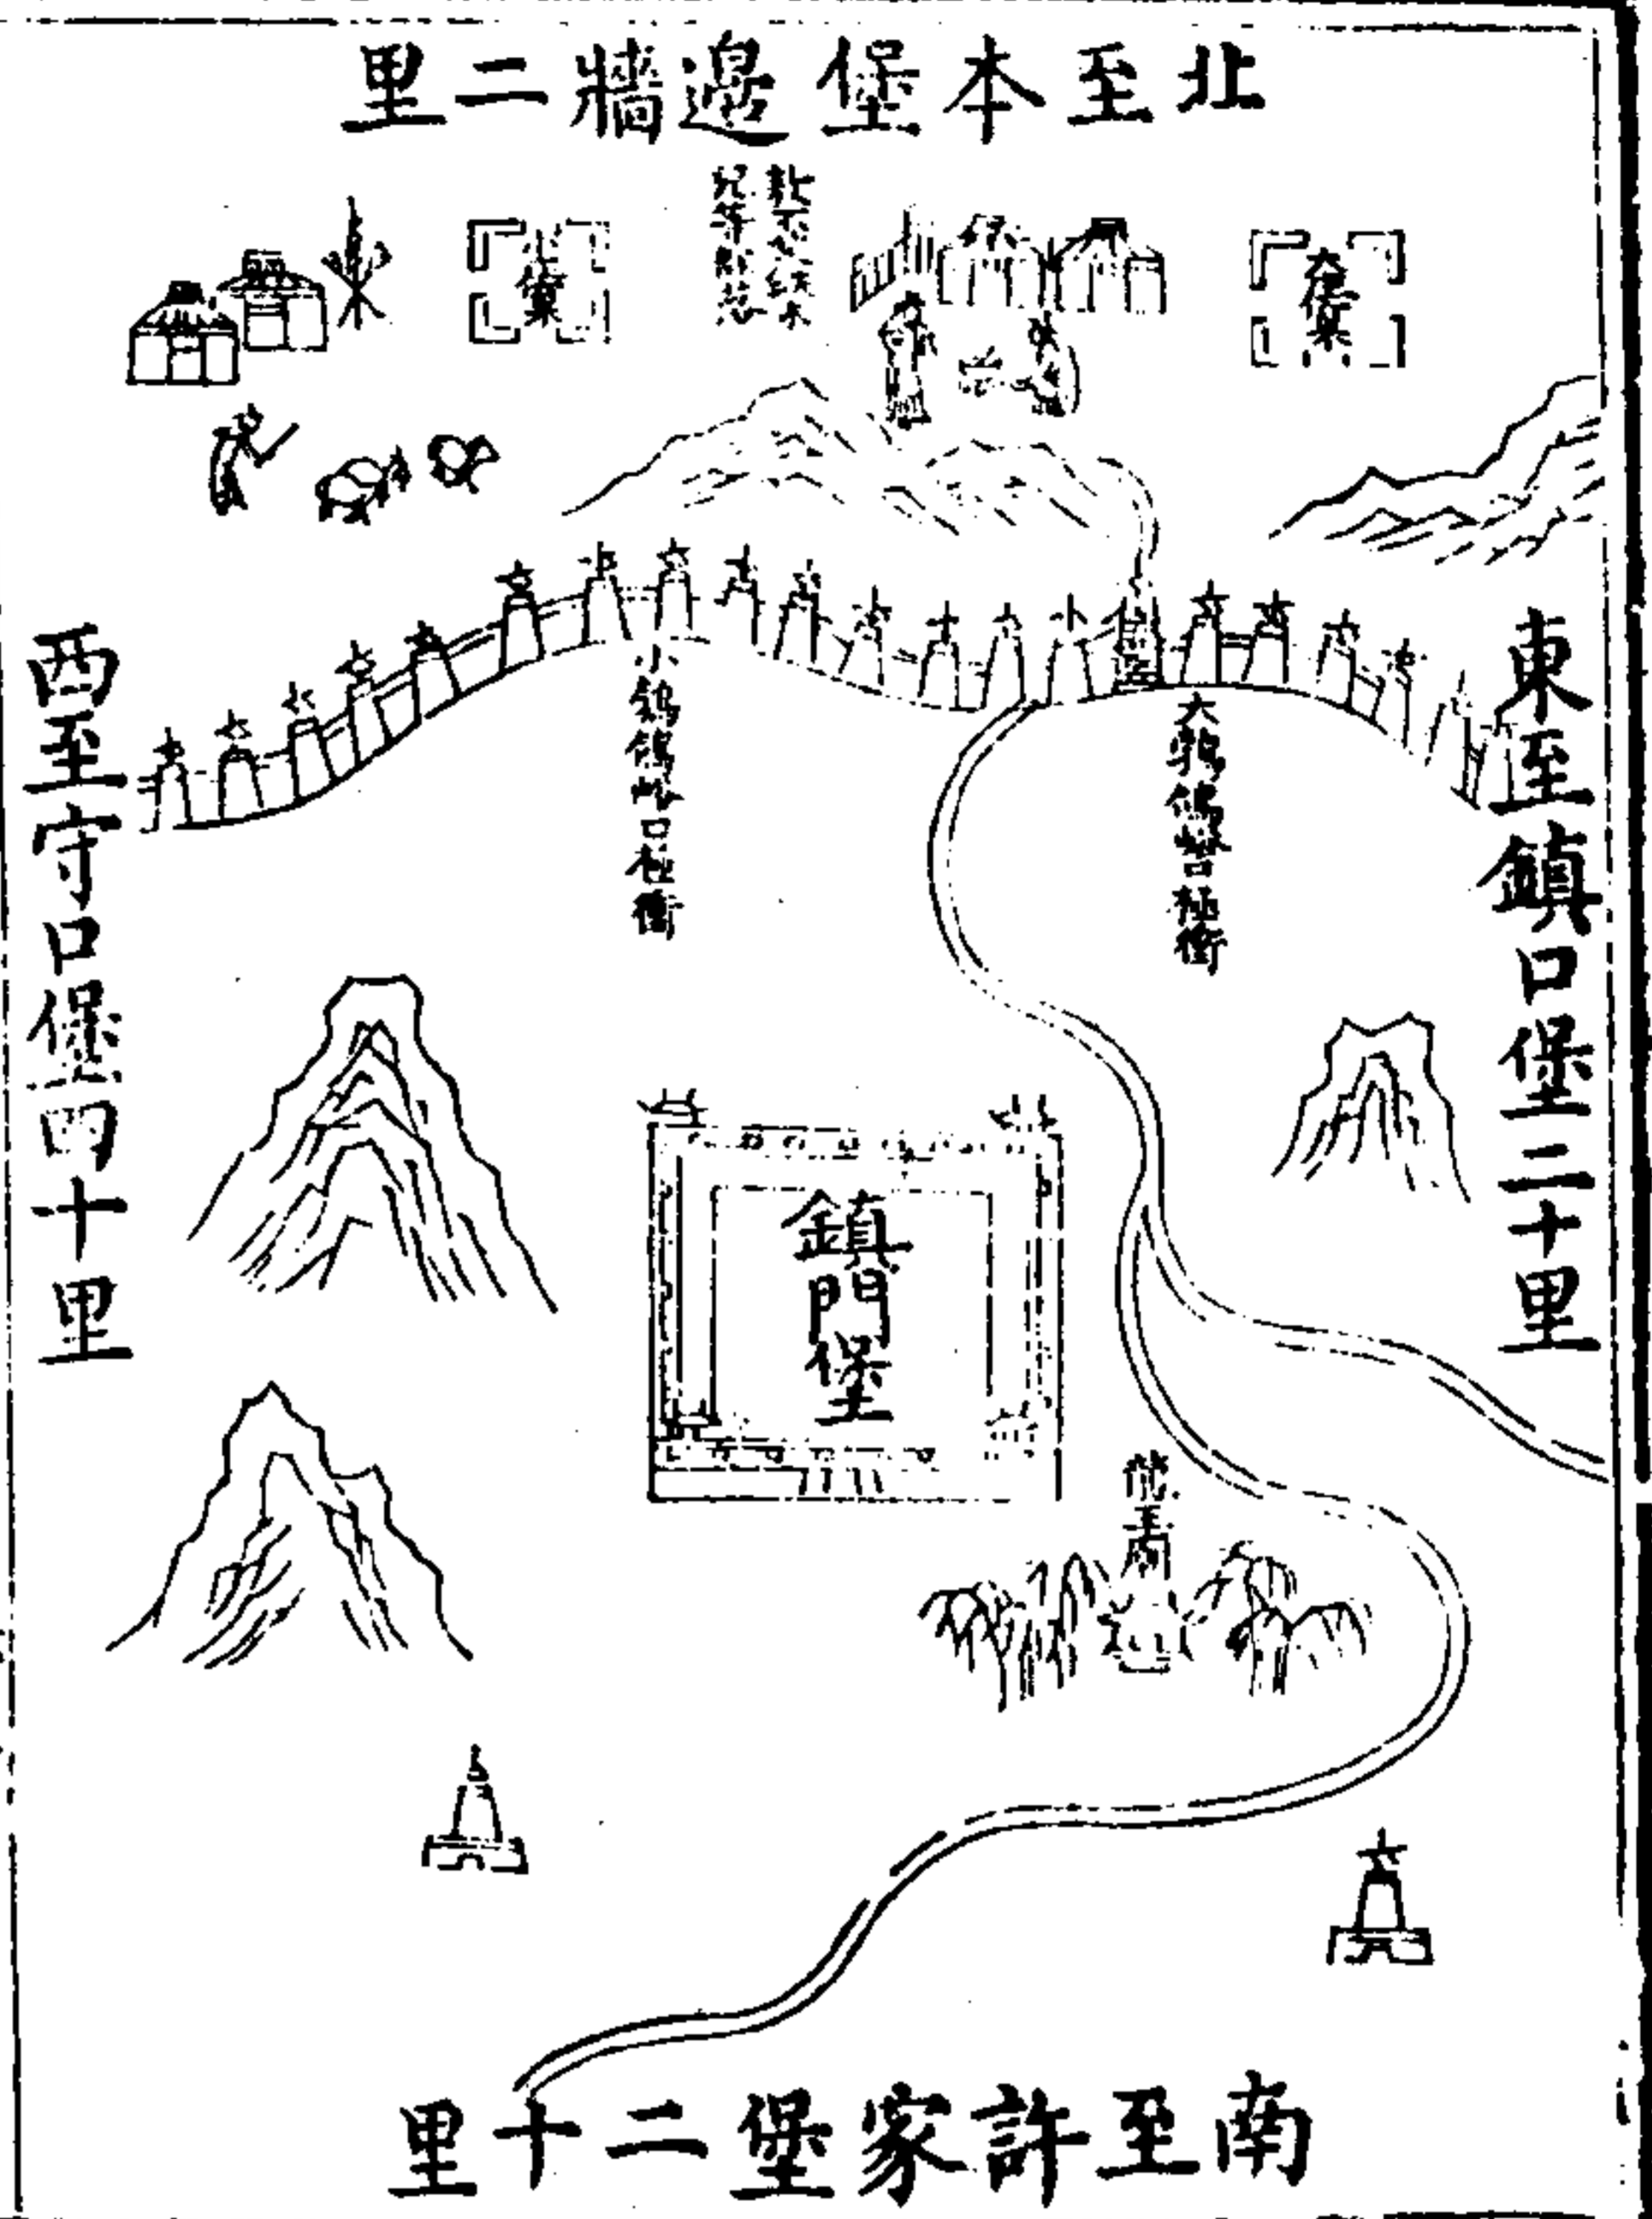 北至本堡邊牆二里
東至鎮口堡二十里
大鵓鴿峪口極衝
小鵓鴿峪口極衝
鎮門堡
龍王廟
西至守口堡四十里
南至許家堡二十里